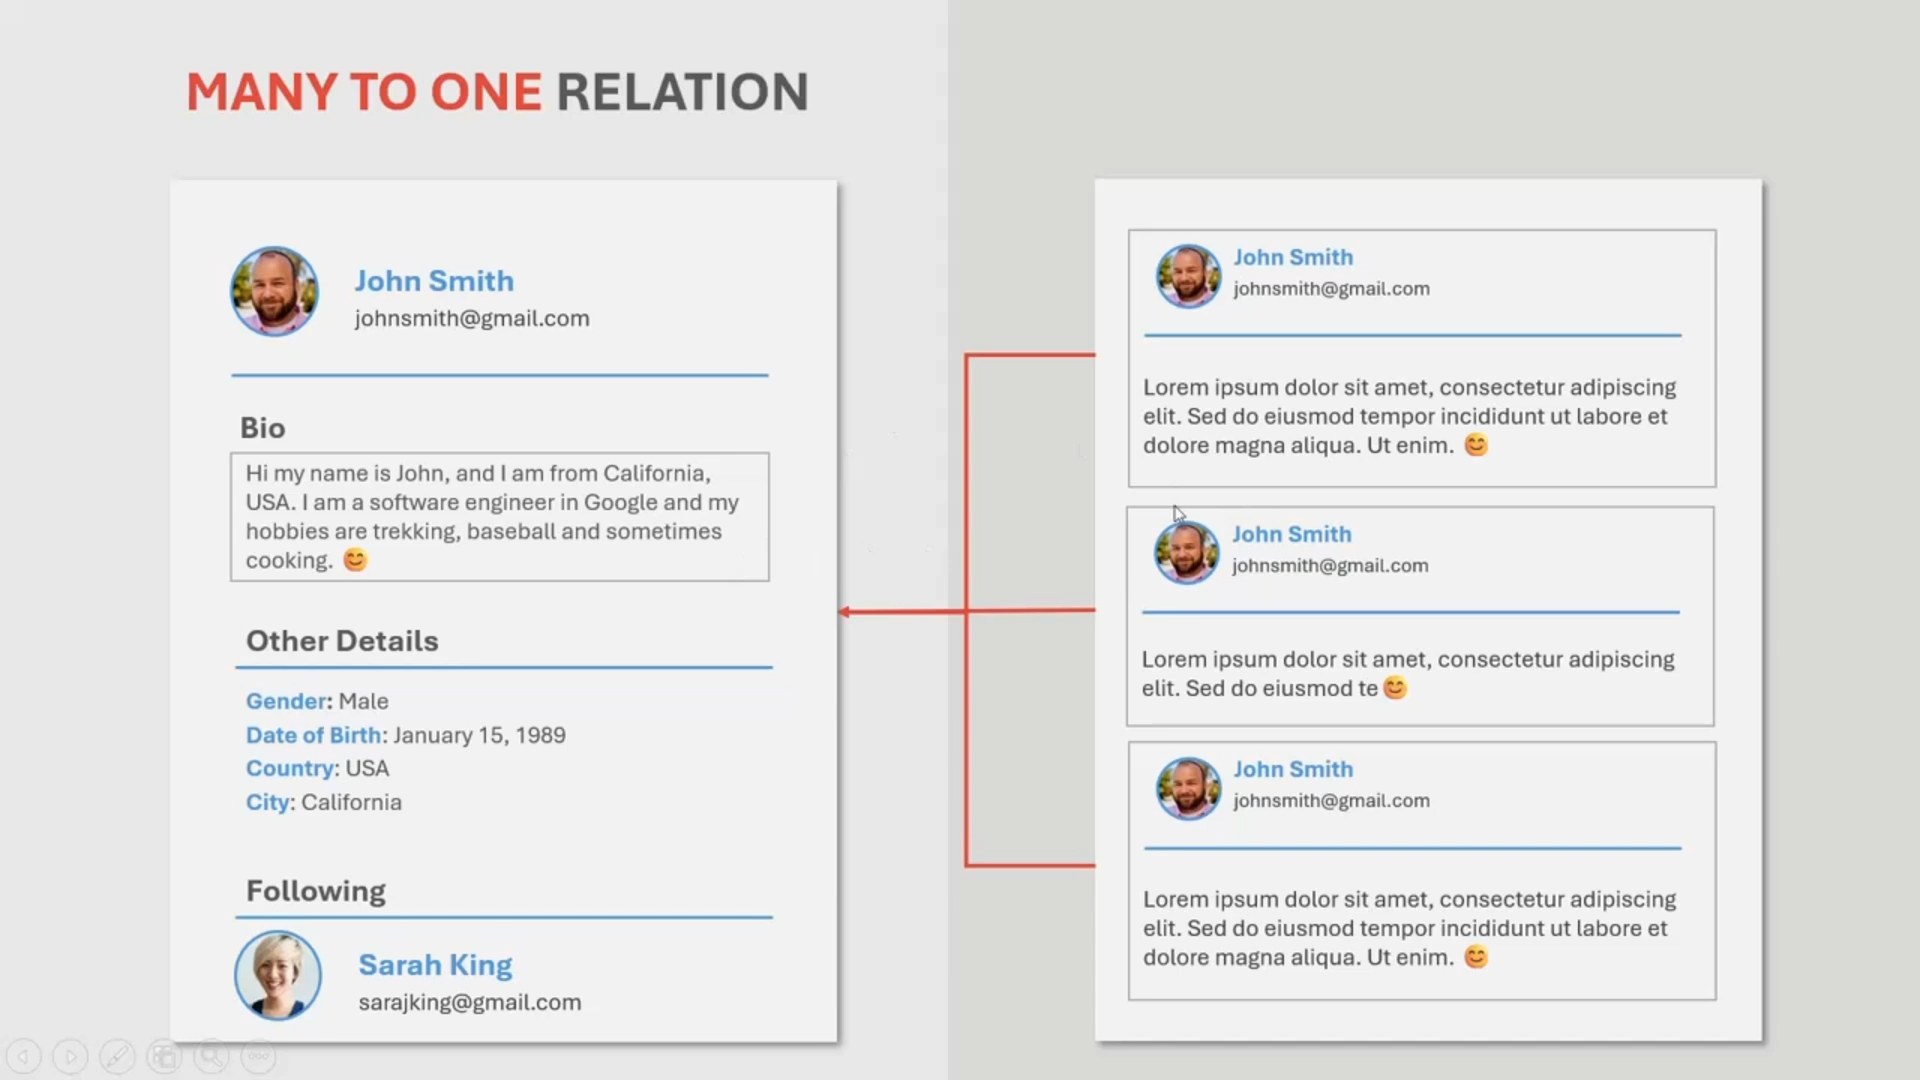 MANY TO ONE RELATION
John Smith
johnsmith@gmail.com
Bio
Hi my name is John, and I am from California,
USA. I am a software engineer in Google and my
hobbies are trekking, baseball and sometimes
cooking. 😊
Other Details
Gender: Male
Date of Birth: January 15, 1989
Country: USA
City: California
Following
Sarah King
sarajking@gmail.com
John Smith
johnsmith@gmail.com
Lorem ipsum dolor sit amet, consectetur adipiscing
elit. Sed do eiusmod tempor incididunt ut labore et
dolore magna aliqua. Ut enim. 😊
John Smith
johnsmith@gmail.com
Lorem ipsum dolor sit amet, consectetur adipiscing
elit. Sed do eiusmod te😊
John Smith
johnsmith@gmail.com
Lorem ipsum dolor sit amet, consectetur adipiscing
elit. Sed do eiusmod tempor incididunt ut labore et
dolore magna aliqua. Ut enim. 😊